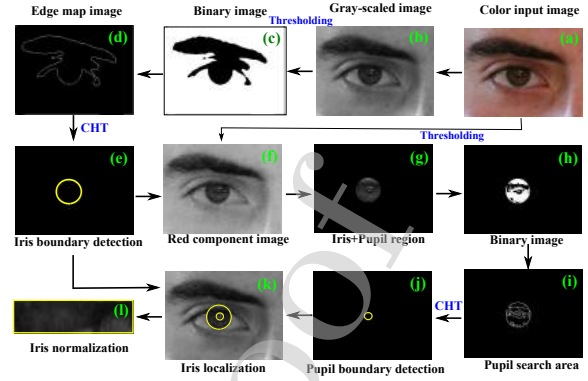 Edge map image
Binary image
Gray-scaled image
Color input image
Thresholding
(d)
(c)
(b)
(a)
CHT
Thresholding
(e)
(f)
(g)
(h)
Iris boundary detection
Red component image
Iris+Pupil region
Binary image
(l)
(k)
(j)
(i)
CHT
Iris normalization
Iris localization
Pupil boundary detection
Pupil search area